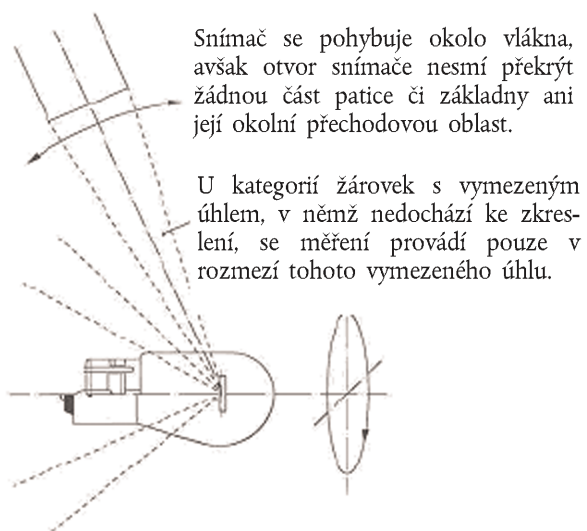 Snímač se pohybuje okolo vlákna,
avšak otvor snímače nesmí překrýt
žádnou část patice či základny ani
její okolní přechodovou oblast.
U kategorií žárovek s vymezeným
úhlem, v němž nedochází ke zkres-
lení, se měření provádí pouze v
rozmezí tohoto vymezeného úhlu.